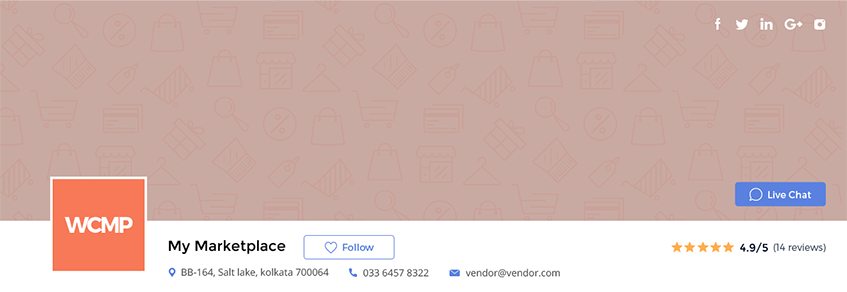 Live Chat
WCMP
My Marketplace
Follow
4.9/5 (14 reviews)
BB-164, Salt lake, kolkata 700064
033 6457 8322
vendor@vendor.com